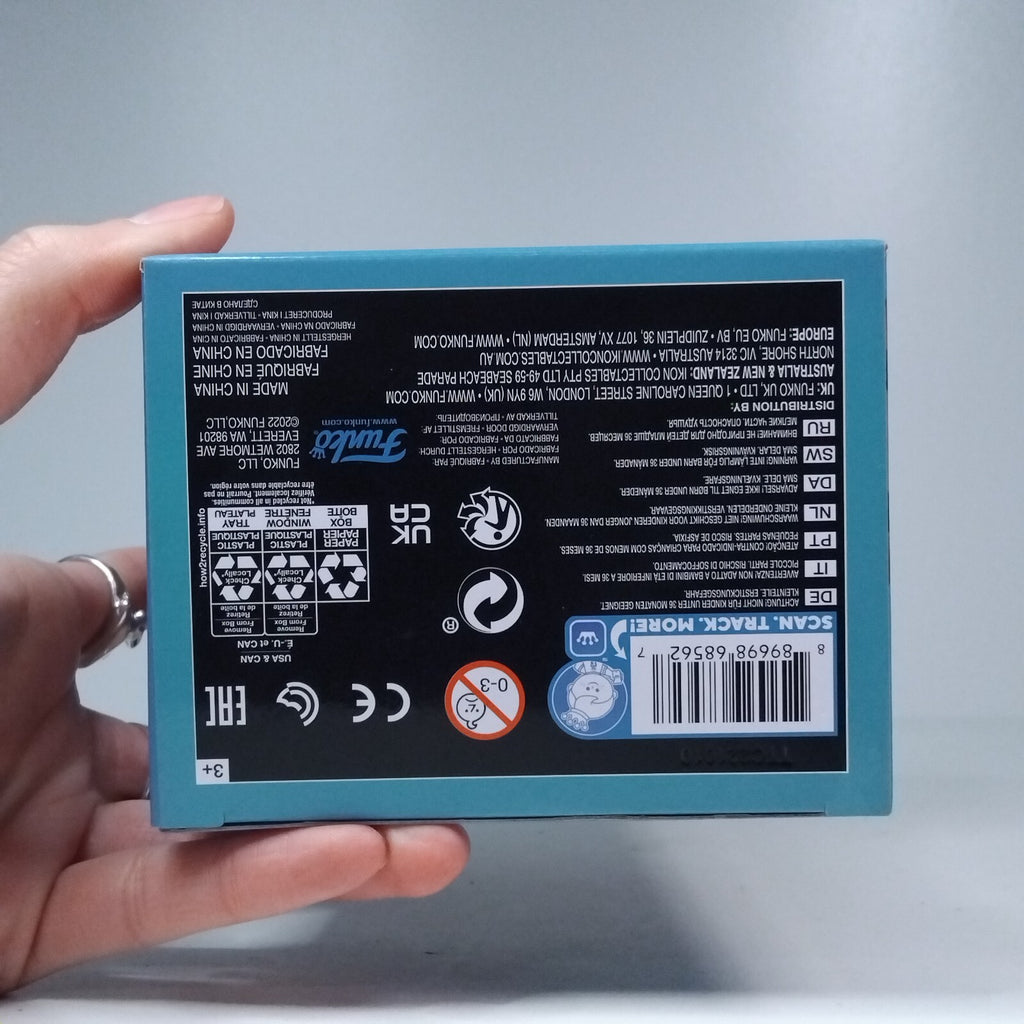 3+
8 89698 68562 7
SCAN. TRACK. MORE!
0-3
CE
EAC
USA & CAN
É.-U. et CAN
Remove
From Box
Retirez
de la boîte
Remove
From Box
Retirez
de la boîte
Check
Locally*
Check
Locally*
PAPER
PAPIER
BOX
BOÎTE
PLASTIC
PLASTIQUE
WINDOW
FENÊTRE
PLASTIC
PLASTIQUE
TRAY
PLATEAU
how2recycle.info
*Not recycled in all communities.
Vérifiez localement. Pourrait ne pas
être recyclé dans votre région.
®
UK
CA
DE ACHTUNG! NICHT FÜR KINDER UNTER 36 MONATEN GEEIGNET.
KLEINTEILE. ERSTICKUNGSGEFAHR.
IT AVVERTENZA! NON ADATTO A BAMBINI DI ETÀ INFERIORE A 36 MESI.
PICCOLE PARTI. RISCHIO DI SOFFOCAMENTO.
PT ATENÇÃO! CONTRA-INDICADO PARA CRIANÇAS COM MENOS DE 36 MESES.
PEQUENAS PARTES. RISCO DE ASFIXIA.
NL WAARSCHUWING! NIET GESCHIKT VOOR KINDEREN JONGER DAN 36 MAANDEN.
KLEINE ONDERDELEN. VERSTIKKINGSGEVAAR.
DA ADVARSEL! IKKE EGNET TIL BØRN UNDER 36 MÅNEDER.
SMÅ DELE. KVÆLNINGSFARE.
SW VARNING! INTE LÄMPLIG FÖR BARN UNDER 36 MÅNADER.
SMÅ DELAR. KVÄVNINGSRISK.
RU ВНИМАНИЕ! НЕ ПРИГОДНО ДЛЯ ДЕТЕЙ МЛАДШЕ 36 МЕСЯЦЕВ.
МЕЛКИЕ ЧАСТИ. ОПАСНОСТЬ УДУШЬЯ.
MANUFACTURED BY - FABRIQUÉ PAR:
FABRICADO POR - HERGESTELLT DURCH:
FABRICATO DA - FABRICADO POR:
VERVAARDIGD DOOR - FREMSTILLET AF:
TILLVERKAD AV - ПРОИЗВОДИТЕЛЬ:
Funko®
www.funko.com
FUNKO, LLC
2802 WETMORE AVE
EVERETT, WA 98201
©2022 FUNKO,LLC
DISTRIBUTION BY:
UK: FUNKO UK, LTD • 1 QUEEN CAROLINE STREET, LONDON, W6 9YN (UK) • WWW.FUNKO.COM
AUSTRALIA & NEW ZEALAND: IKON COLLECTABLES PTY LTD 49-59 SEABEACH PARADE
NORTH SHORE, VIC 3214 AUSTRALIA • WWW.IKONCOLLECTABLES.COM.AU
EUROPE: FUNKO EU, BV • ZUIDPLEIN 36, 1077 XV, AMSTERDAM (NL) • WWW.FUNKO.COM
MADE IN CHINA
FABRIQUÉ EN CHINE
FABRICADO EN CHINA
HERGESTELLT IN CHINA - FABBRICATO IN CINA
FABRICADO NA CHINA - VERVAARDIGD IN CHINA
PRODUCERET I KINA - TILLVERKAD I KINA
СДЕЛАНО В КИТАЕ